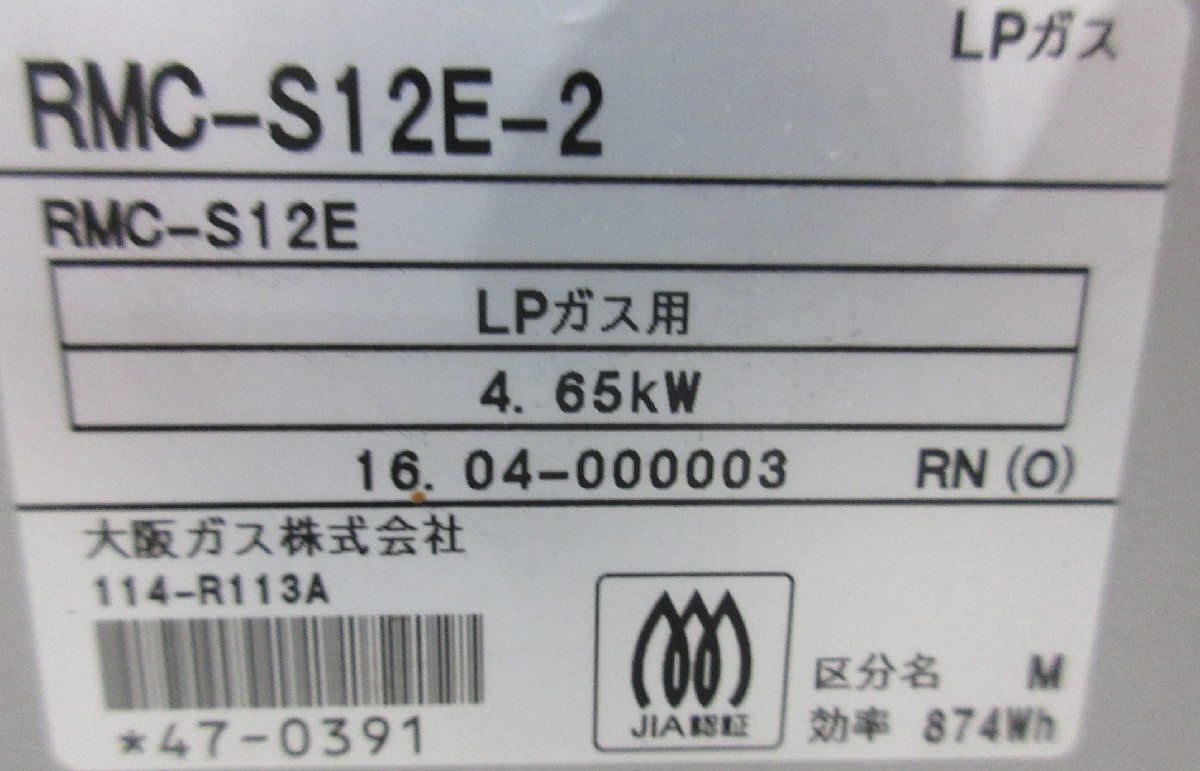 LPガス
RMC-S12E-2
RMC-S12E
LPガス用
4. 65kW
16. 04-000003 RN (O)
大阪ガス株式会社
114-R113A
*47-0391
JIA認証
区分名 M
効率 874Wh